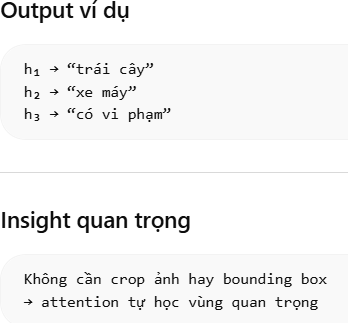 Output ví dụ
h₁ → “trái cây”
h₂ → “xe máy”
h₃ → “có vi phạm”
Insight quan trọng
Không cần crop ảnh hay bounding box
→ attention tự học vùng quan trọng